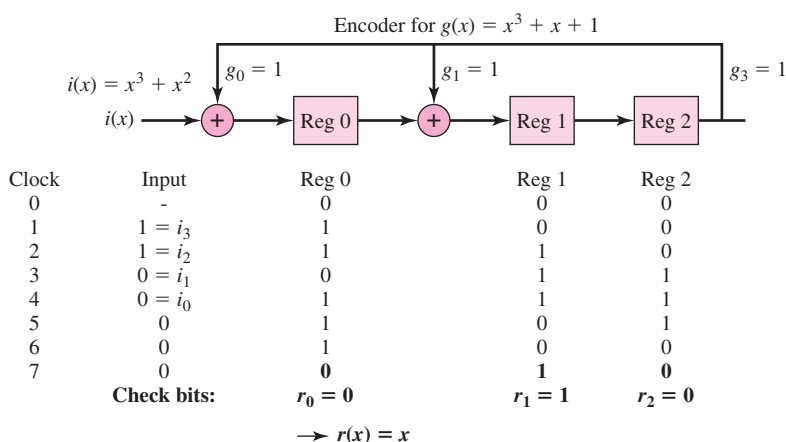 Encoder for g(x) = x³ + x + 1
g₀ = 1 g₁ = 1 g₃ = 1
i(x) = x³ + x²
i(x) + Reg 0 + Reg 1 Reg 2
Clock Input Reg 0 Reg 1 Reg 2
0 - 0 0 0
1 1 = i₃ 1 0 0
2 1 = i₂ 1 1 0
3 0 = i₁ 0 1 1
4 0 = i₀ 1 1 1
5 0 1 0 1
6 0 1 0 0
7 0 0 1 0
Check bits: r₀ = 0 r₁ = 1 r₂ = 0
→ r(x) = x